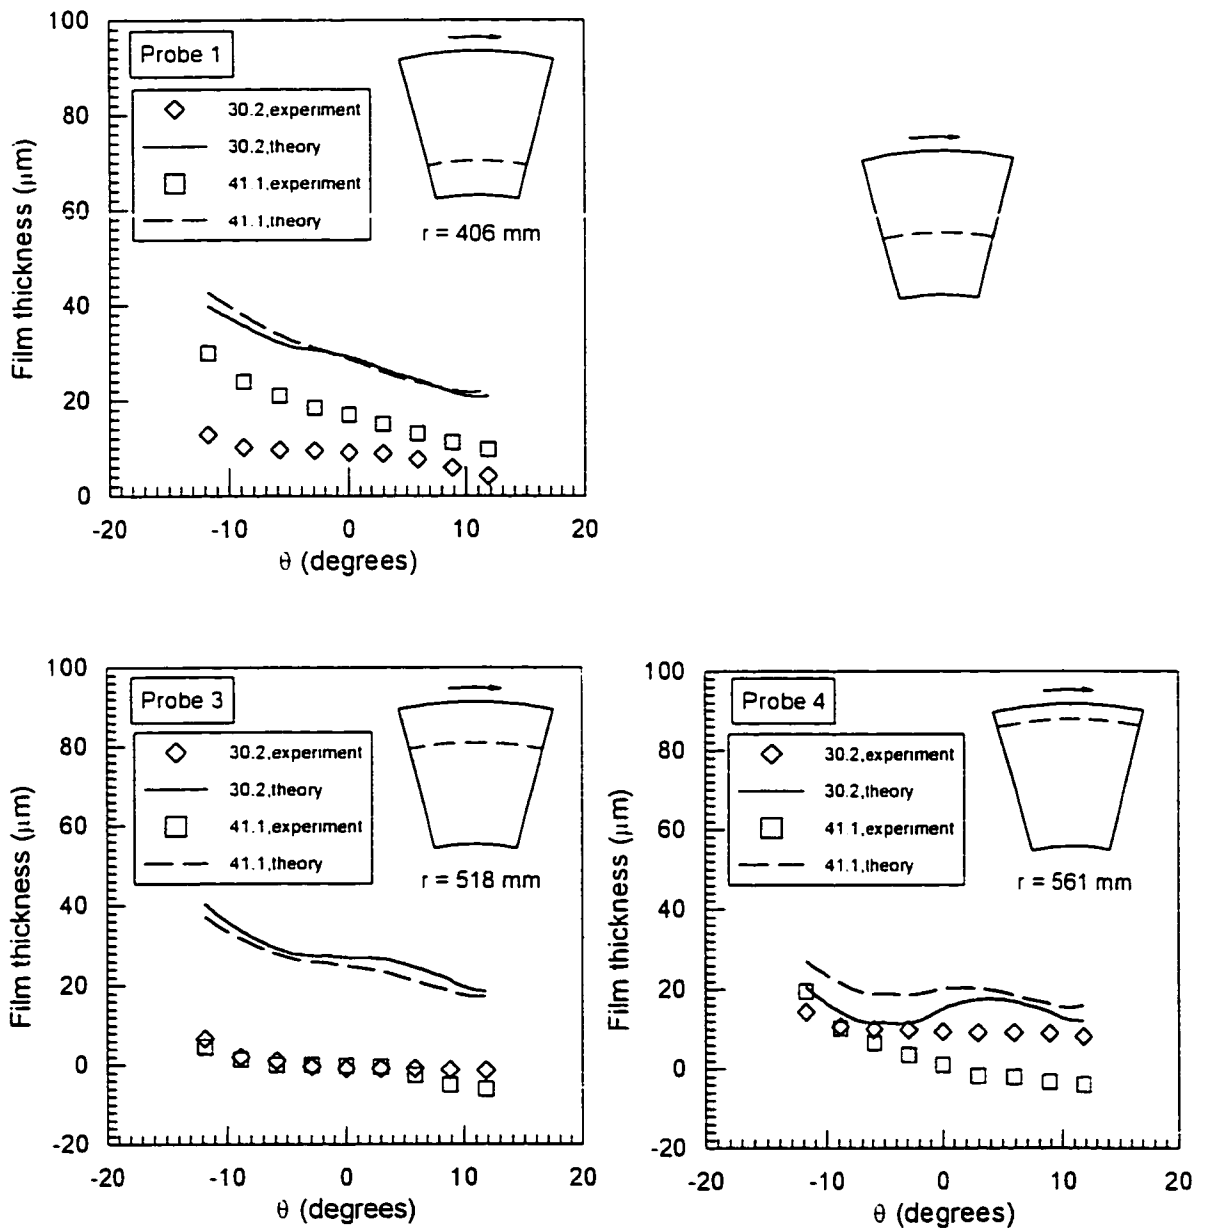 100
80
60
40
20
0
Film thickness (μm)
Probe 1
30.2,experiment
30.2,theory
41.1,experiment
41.1,theory
r = 406 mm
-20
-10
0
10
20
θ (degrees)
100
80
60
40
20
0
-20
Film thickness (μm)
Probe 3
30.2,experiment
30.2,theory
41.1,experiment
41.1,theory
r = 518 mm
-20
-10
0
10
20
θ (degrees)
100
80
60
40
20
0
-20
Film thickness (μm)
Probe 4
30.2,experiment
30.2,theory
41.1,experiment
41.1,theory
r = 561 mm
-20
-10
0
10
20
θ (degrees)